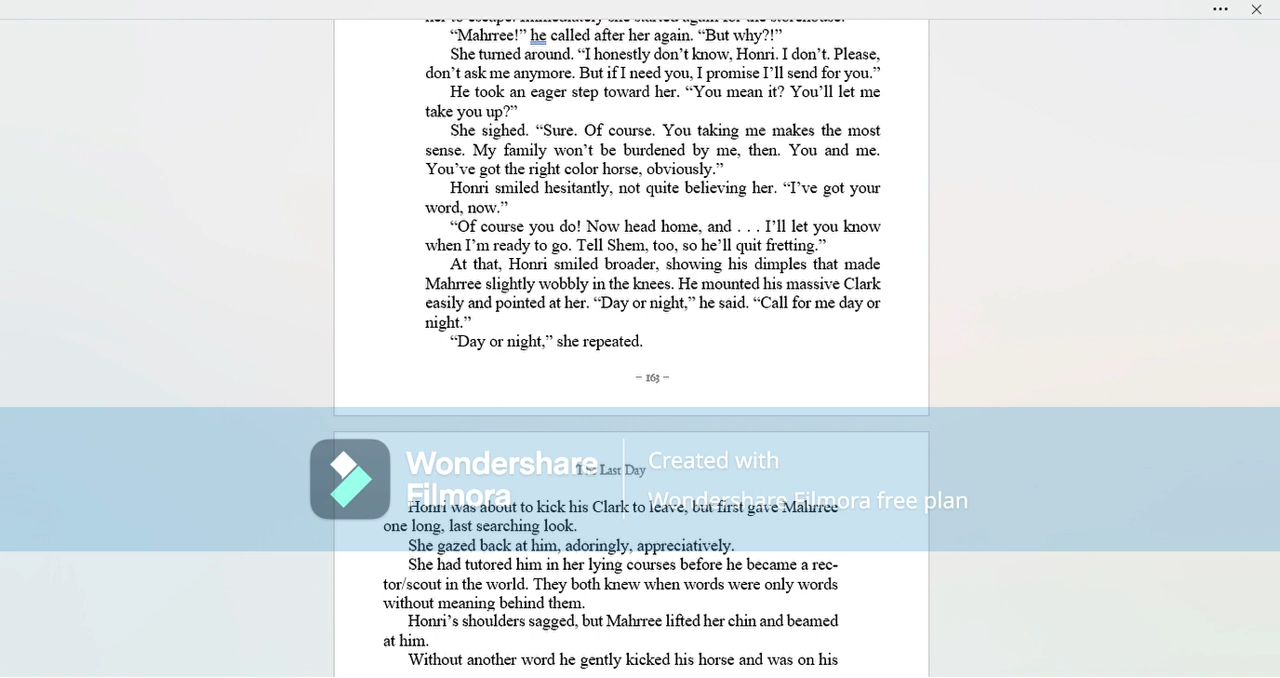 her to escape. Immediately she started again for the storehouse.
“Mahrree!” he called after her again. “But why?!”
She turned around. “I honestly don’t know, Honri. I don’t. Please,
don’t ask me anymore. But if I need you, I promise I’ll send for you.”
He took an eager step toward her. “You mean it? You’ll let me
take you up?”
She sighed. “Sure. Of course. You taking me makes the most
sense. My family won’t be burdened by me, then. You and me.
You’ve got the right color horse, obviously.”
Honri smiled hesitantly, not quite believing her. “I’ve got your
word, now.”
“Of course you do! Now head home, and . . . I’ll let you know
when I’m ready to go. Tell Shem, too, so he’ll quit fretting.”
At that, Honri smiled broader, showing his dimples that made
Mahrree slightly wobbly in the knees. He mounted his massive Clark
easily and pointed at her. “Day or night,” he said. “Call for me day or
night.”
“Day or night,” she repeated.
– 163 –
The Last Day
Wondershare
Filmora
Created with
Wondershare Filmora free plan
Honri was about to kick his Clark to leave, but first gave Mahrree
one long, last searching look.
She gazed back at him, adoringly, appreciatively.
She had tutored him in her lying courses before he became a rec-
tor/scout in the world. They both knew when words were only words
without meaning behind them.
Honri’s shoulders sagged, but Mahrree lifted her chin and beamed
at him.
Without another word he gently kicked his horse and was on his